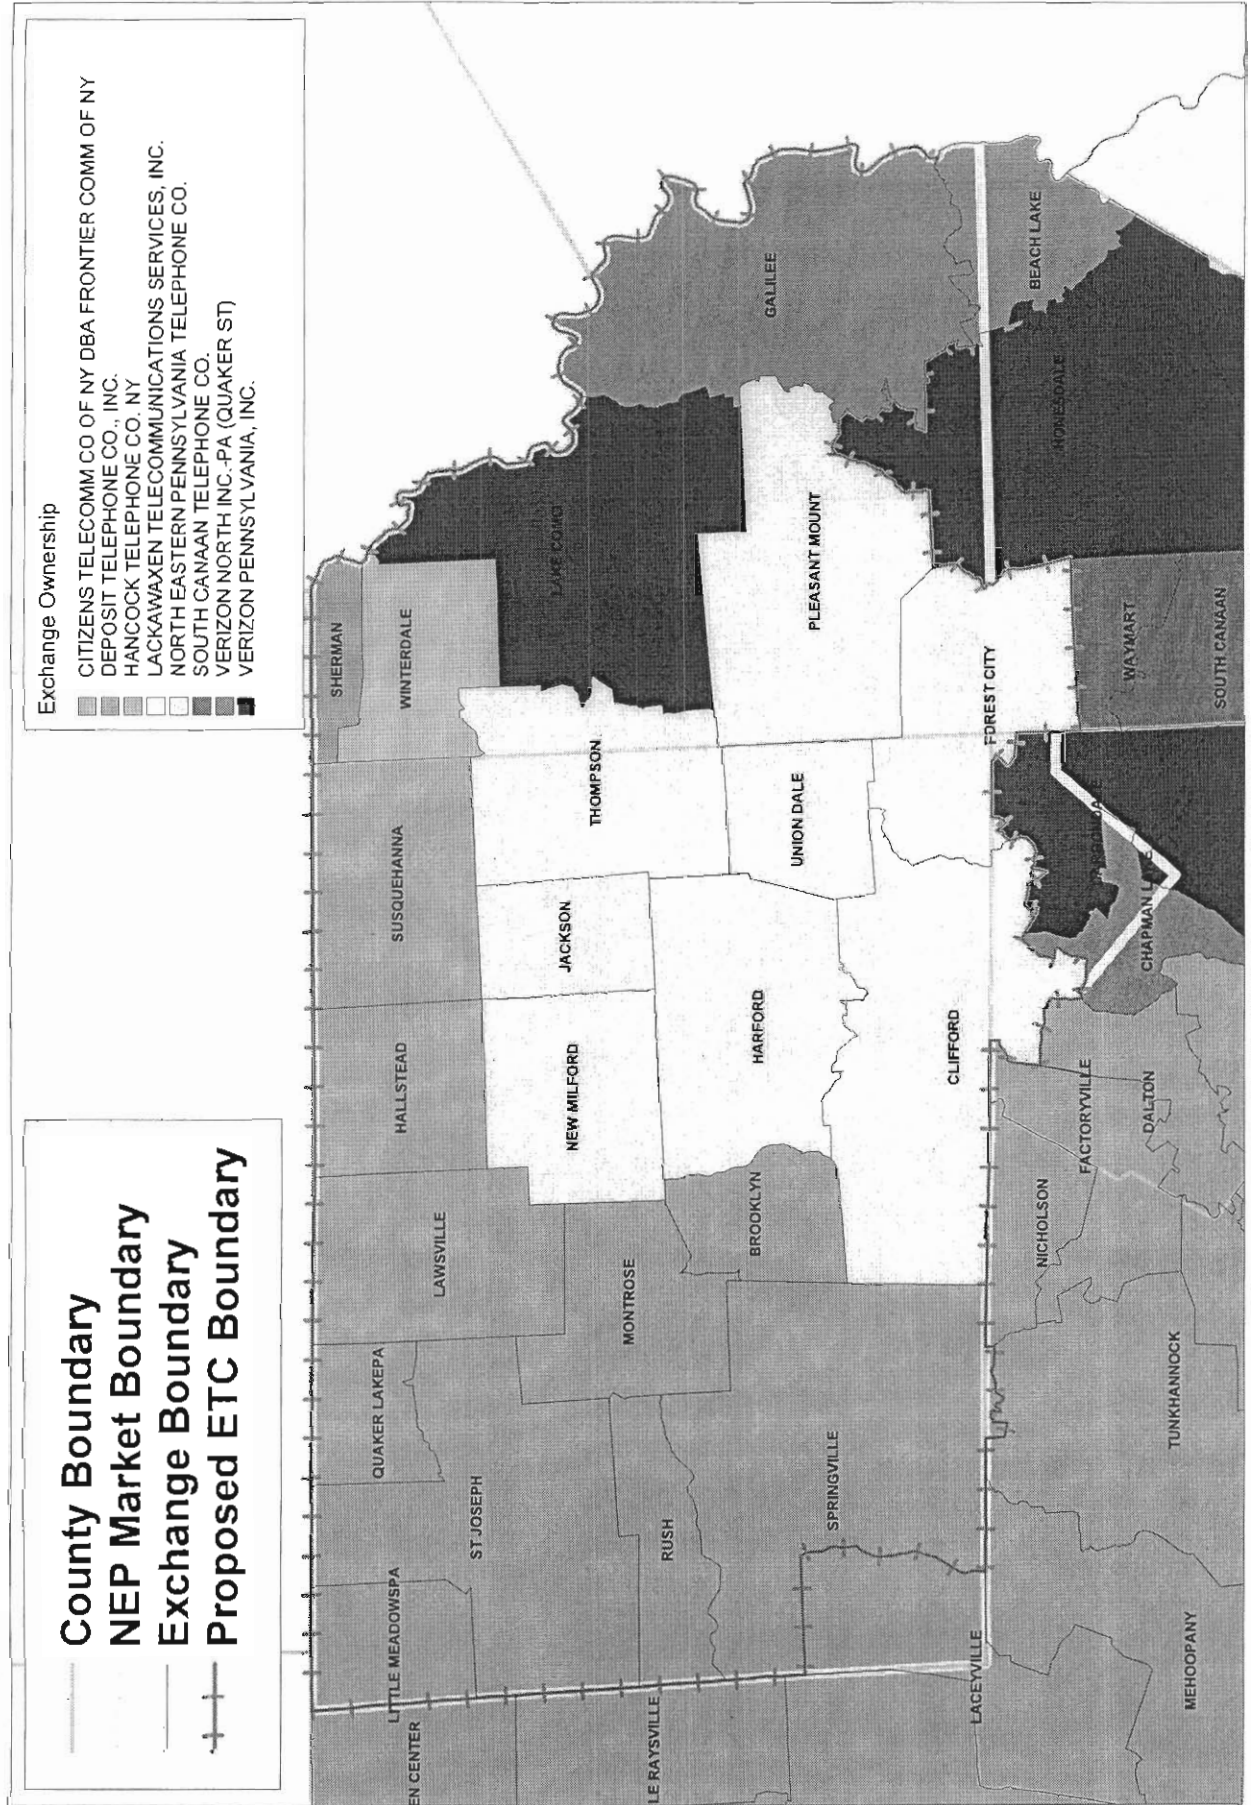 County Boundary
NEP Market Boundary
Exchange Boundary
Proposed ETC Boundary
Exchange Ownership
CITIZENS TELECOMM CO OF NY DBA FRONTIER COMM OF NY
DEPOSIT TELEPHONE CO., INC.
HANCOCK TELEPHONE CO. NY
LACKAWAXEN TELECOMMUNICATIONS SERVICES, INC.
NORTH EASTERN PENNSYLVANIA TELEPHONE CO.
SOUTH CANAAN TELEPHONE CO.
VERIZON NORTH INC.-PA (QUAKER ST)
VERIZON PENNSYLVANIA, INC.
SHERMAN
WINTERDALE
SUSQUEHANNA
HALLSTEAD
LAWSVILLE
QUAKER LAKEPA
LITTLE MEADOWSPA
EN CENTER
ST JOSEPH
LAKE COMO
THOMPSON
JACKSON
NEW MILFORD
MONTROSE
RUSH
LE RAYSVILLE
GALILEE
PLEASANT MOUNT
UNION DALE
HARFORD
BROOKLYN
SPRINGVILLE
CLIFFORD
FOREST CITY
LACEYVILLE
BEACH LAKE
HONESDALE
NICHOLSON
FACTORYVILLE
WAYMART
CHAPMAN
DALTON
TUNKHANNOCK
MEHOOPANY
SOUTH CANAAN